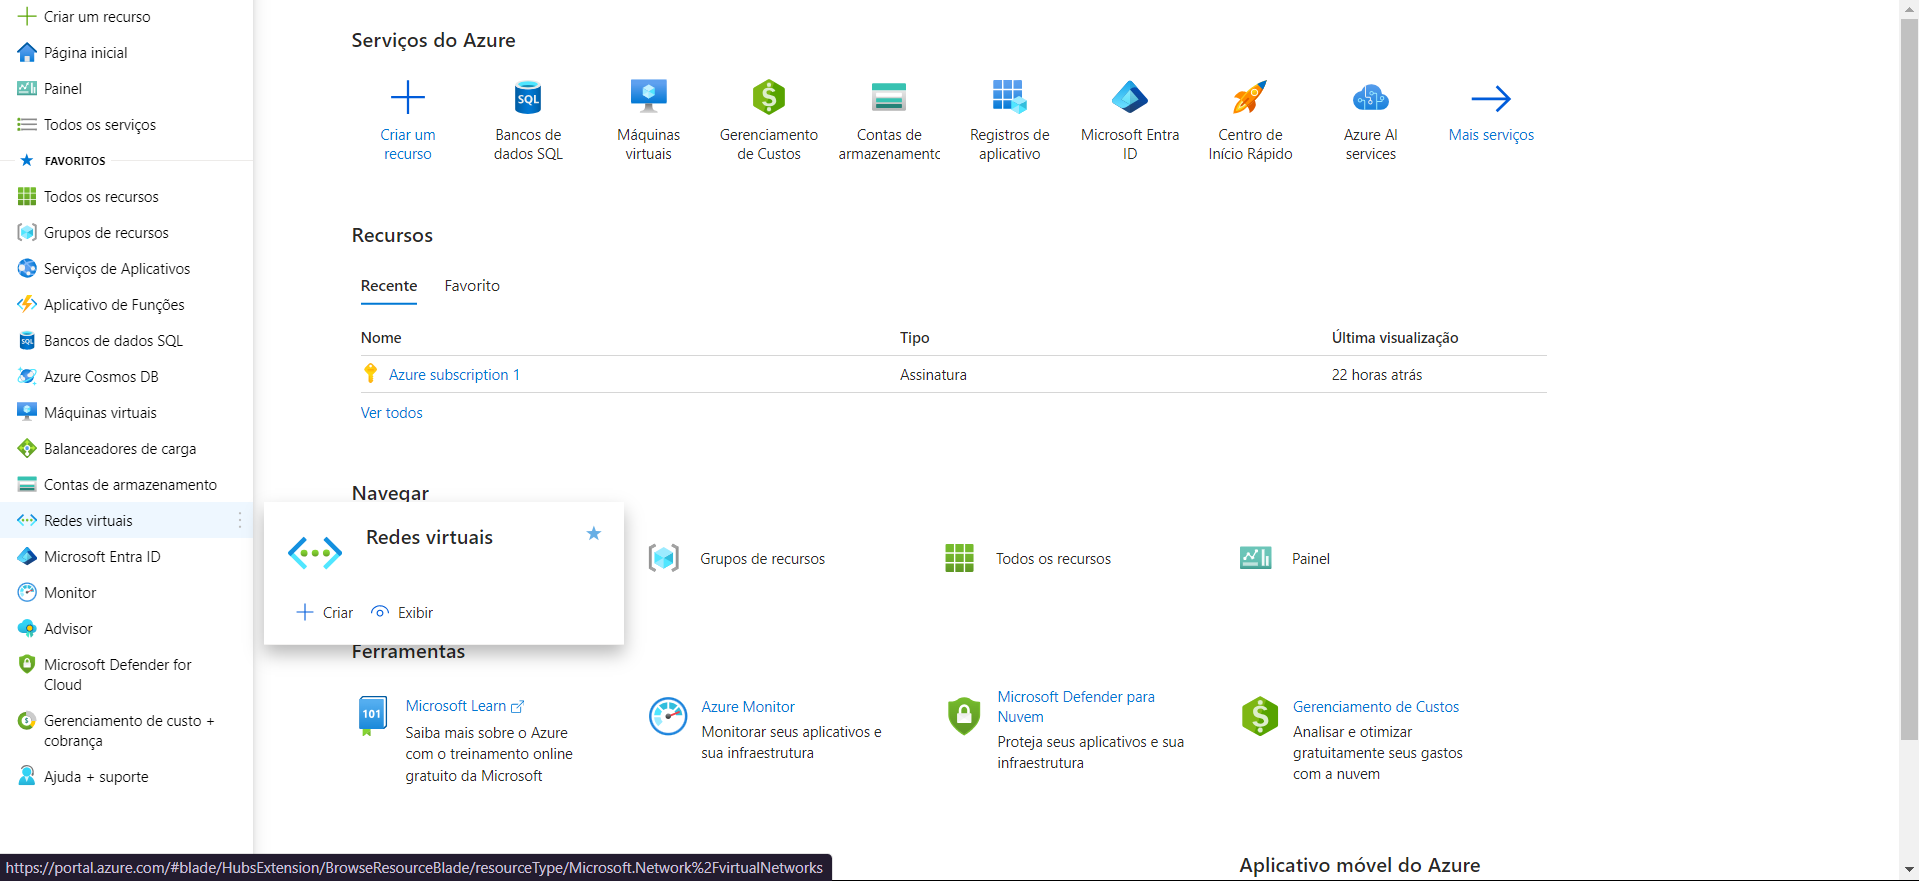 Criar um recurso
Página inicial
Painel
Todos os serviços
FAVORITOS
Todos os recursos
Grupos de recursos
Serviços de Aplicativos
Aplicativo de Funções
Bancos de dados SQL
Azure Cosmos DB
Máquinas virtuais
Balanceadores de carga
Contas de armazenamento
Redes virtuais
Microsoft Entra ID
Monitor
Advisor
Microsoft Defender for
Cloud
Gerenciamento de custo +
cobrança
Ajuda + suporte
Serviços do Azure
Criar um
recurso
SQL
Bancos de
dados SQL
Máquinas
virtuais
Gerenciamento
de Custos
Contas de
armazenamento
Registros de
aplicativo
Microsoft Entra
ID
Centro de
Início Rápido
Azure AI
services
Mais serviços
Recursos
Recente
Favorito
Nome
Tipo
Última visualização
Azure subscription 1
Assinatura
22 horas atrás
Ver todos
Navegar
Redes virtuais
Criar
Exibir
Grupos de recursos
Todos os recursos
Painel
Ferramentas
101
Microsoft Learn
Saiba mais sobre o Azure
com o treinamento online
gratuito da Microsoft
Azure Monitor
Monitorar seus aplicativos e
sua infraestrutura
Microsoft Defender para
Nuvem
Proteja seus aplicativos e sua
infraestrutura
Gerenciamento de Custos
Analisar e otimizar
gratuitamente seus gastos
com a nuvem
Aplicativo móvel do Azure
https://portal.azure.com/#blade/HubsExtension/BrowseResourceBlade/resourceType/Microsoft.Network%2FvirtualNetworks